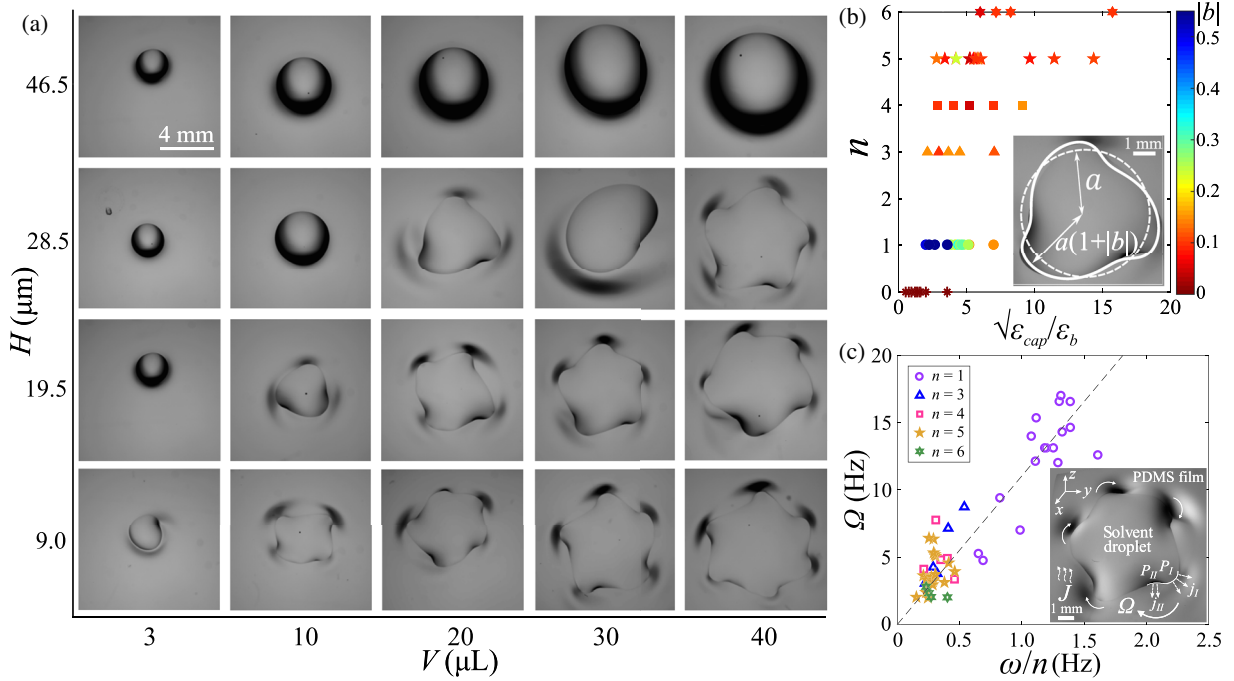 (a)
46.5
28.5
19.5
9.0
H (μm)
4 mm
3
10
20
30
40
V (μL)
(b)
n
6
5
4
3
2
1
0
0
5
10
15
20
√ε_cap/ε_b
1 mm
a
a(1+|b|)
|b|
0.5
0.4
0.3
0.2
0.1
0
(c)
Ω (Hz)
20
15
10
5
0
0
0.5
1.0
1.5
2.0
2.5
ω/n (Hz)
n = 1
n = 3
n = 4
n = 5
n = 6
z
y
x
PDMS film
Solvent
droplet
P_II P_I
j_I
j_II
J
Ω
1 mm